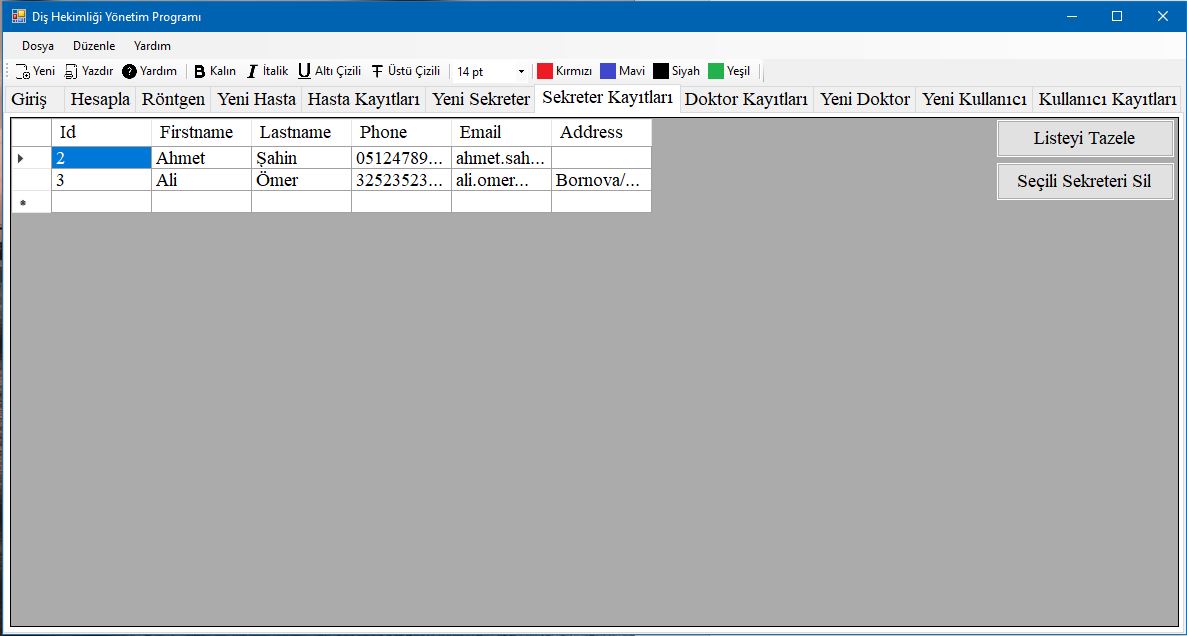 Diş Hekimliği Yönetim Programı
Dosya Düzenle Yardım
Yeni Yazdır Yardım B Kalın I İtalik U Altı Çizili T Üstü Çizili 14 pt Kırmızı Mavi Siyah Yeşil
Giriş Hesapla Röntgen Yeni Hasta Hasta Kayıtları Yeni Sekreter Sekreter Kayıtları Doktor Kayıtları Yeni Doktor Yeni Kullanıcı Kullanıcı Kayıtları
Id Firstname Lastname Phone Email Address
2 Ahmet Şahin 05124789... ahmet.sah...
3 Ali Ömer 32523523... ali.omer... Bornova/...
Listeyi Tazele
Seçili Sekreteri Sil